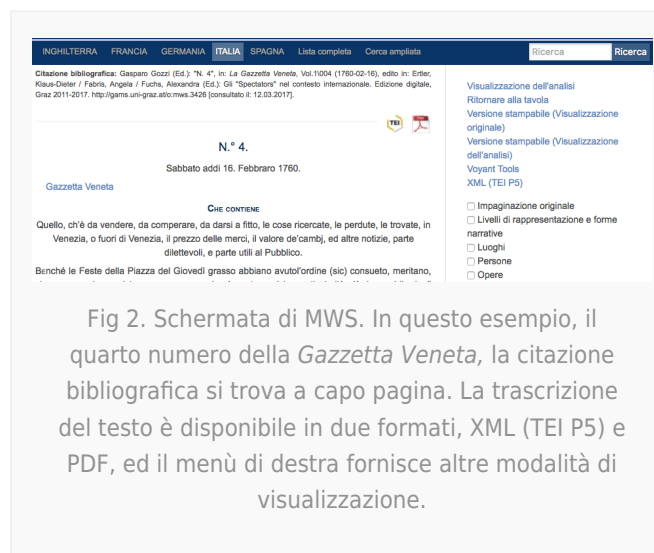 INGHILTERRA FRANCIA GERMANIA ITALIA SPAGNA Lista completa Cerca ampliata Ricerca Ricerca
Citazione bibliografica: Gasparo Gozzi (Ed.): "N. 4", in: La Gazzetta Veneta, Vol.1\004 (1760-02-16), edito in: Ertler,
Klaus-Dieter / Fabris, Angela / Fuchs, Alexandra (Ed.): Gli "Spectators" nel contesto internazionale. Edizione digitale,
Graz 2011-2017. http://gams.uni-graz.at/o:mws.3426 [consultato il: 12.03.2017].
TEI
N.° 4.
Sabbato addi 16. Febbraro 1760.
Gazzetta Veneta
Che contiene
Quello, ch'è da vendere, da comperare, da darsi a fitto, le cose ricercate, le perdute, le trovate, in
Venezia, o fuori di Venezia, il prezzo delle merci, il valore de'cambj, ed altre notizie, parte
dilettevoli, e parte utili al Pubblico.
Benché le Feste della Piazza del Giovedì grasso abbiano avutol'ordine (sic) consueto, meritano,
Visualizzazione dell'analisi
Ritornare alla tavola
Versione stampabile (Visualizzazione
originale)
Versione stampabile (Visualizzazione
dell'analisi)
Voyant Tools
XML (TEI P5)
Impaginazione originale
Livelli di rappresentazione e forme
narrative
Luoghi
Persone
Opere
Fig 2. Schermata di MWS. In questo esempio, il
quarto numero della Gazzetta Veneta, la citazione
bibliografica si trova a capo pagina. La trascrizione
del testo è disponibile in due formati, XML (TEI P5) e
PDF, ed il menù di destra fornisce altre modalità di
visualizzazione.